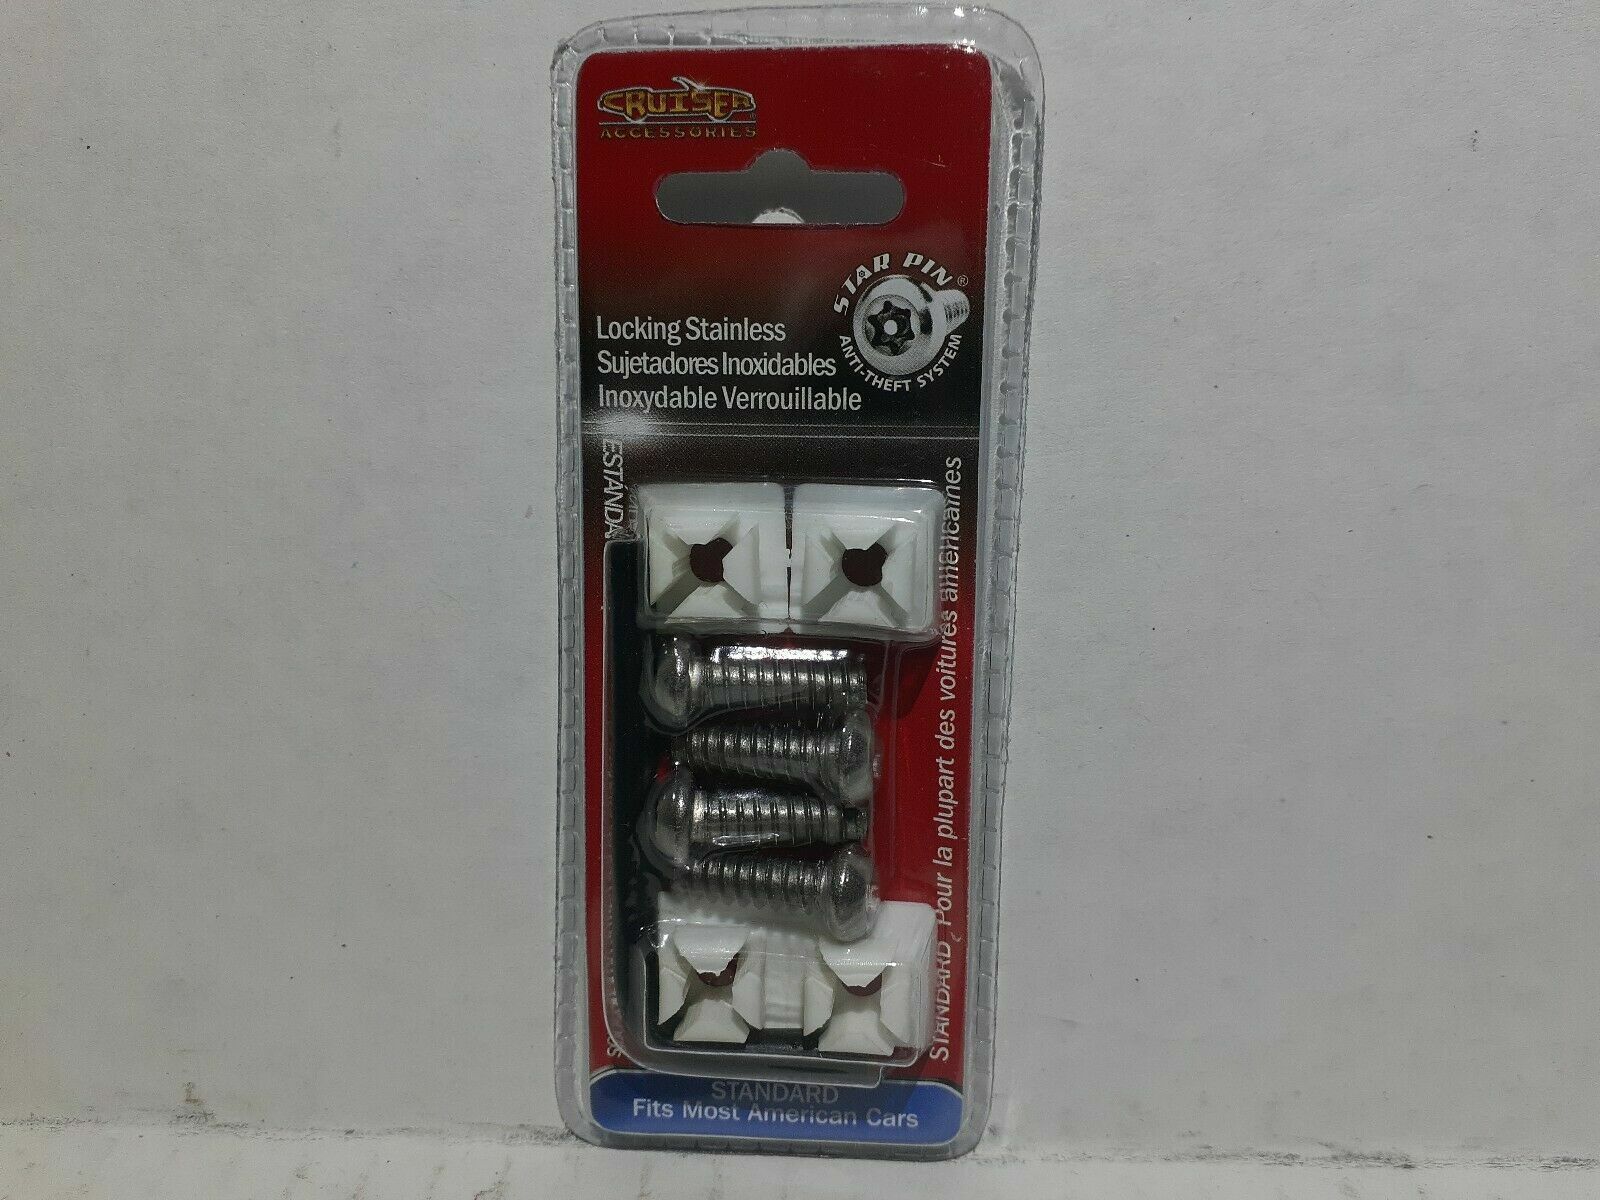 CRUISER®
ACCESSORIES
STAR PIN®
ANTI-THEFT SYSTEM
Locking Stainless
Sujetadores Inoxidables
Inoxydable Verrouillable
STANDARD Pour la plupart des voitures américaines
STANDARD
Fits Most American Cars